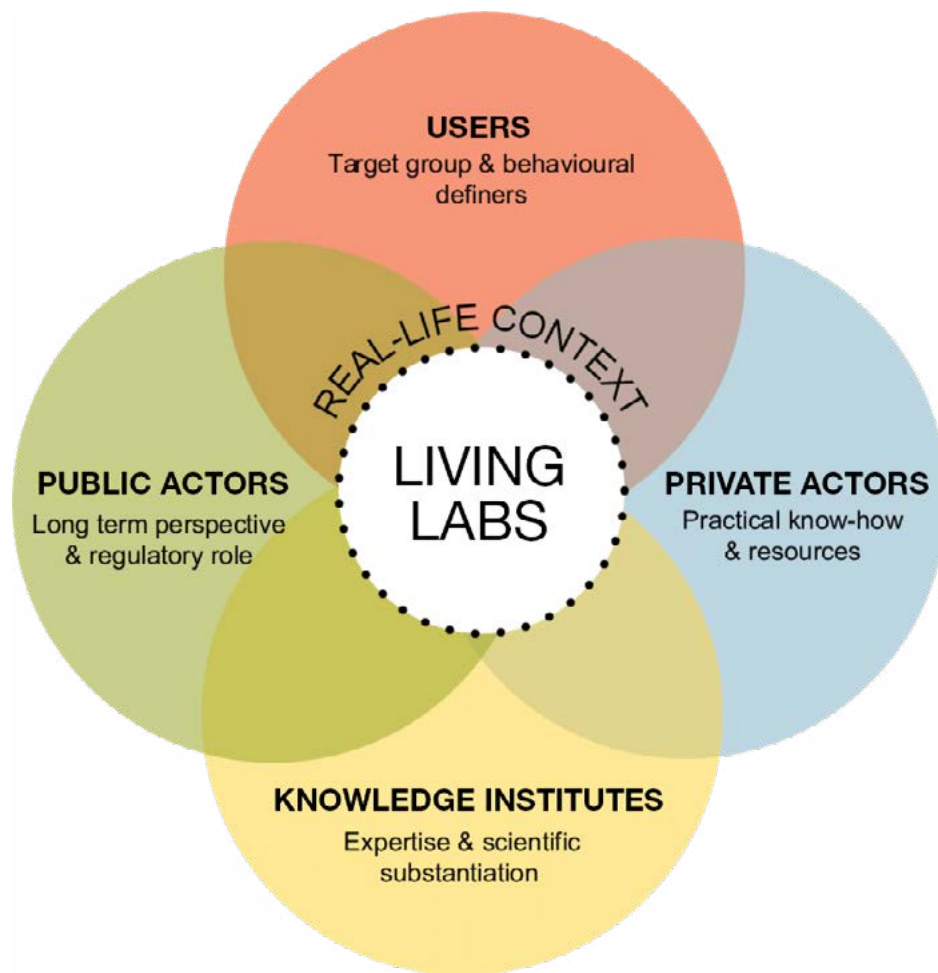 USERS
Target group & behavioural
definers
REAL-LIFE CONTEXT
LIVING
LABS
PUBLIC ACTORS
Long term perspective
& regulatory role
PRIVATE ACTORS
Practical know-how
& resources
KNOWLEDGE INSTITUTES
Expertise & scientific
substantiation